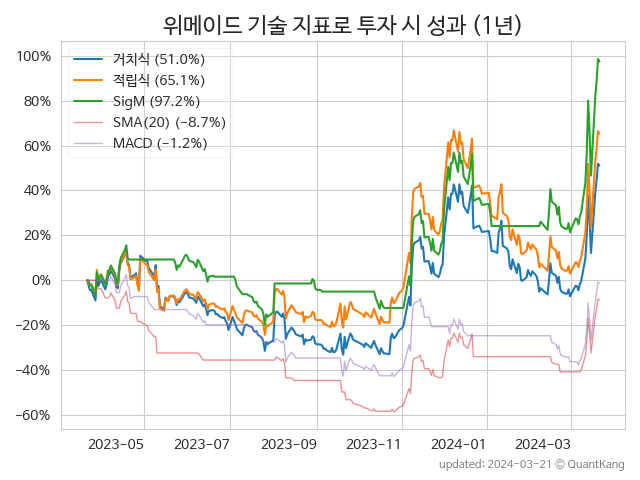 위메이드 기술 지표로 투자 시 성과 (1년)
거치식 (51.0%)
적립식 (65.1%)
SigM (97.2%)
SMA(20) (−8.7%)
MACD (−1.2%)
100%
80%
60%
40%
20%
0%
−20%
−40%
−60%
2023-05 2023-07 2023-09 2023-11 2024-01 2024-03
updated: 2024-03-21 © QuantKang